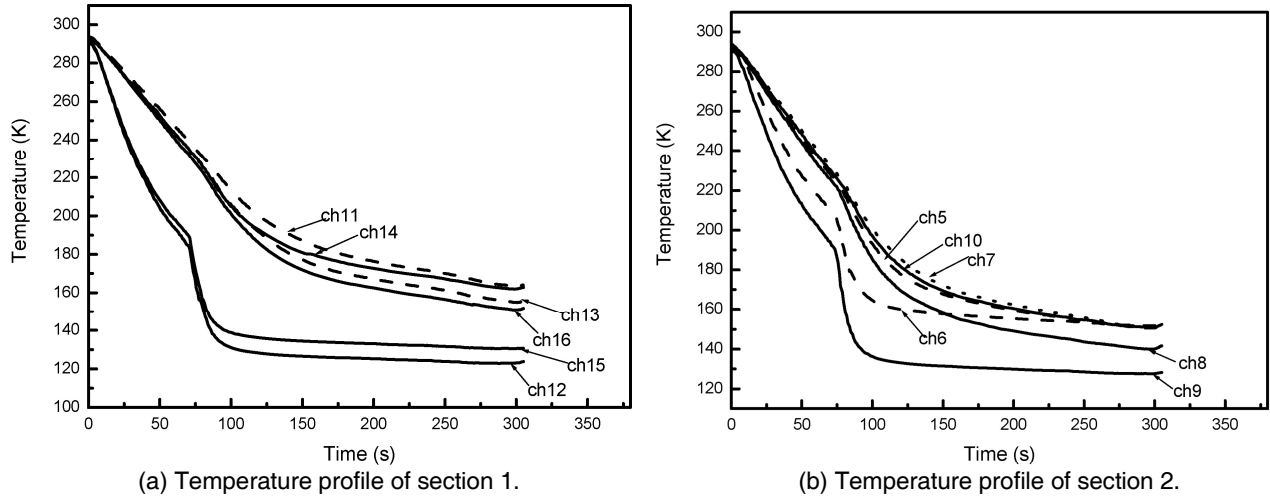 300
280
260
240
220
200
180
160
140
120
100
Temperature (K)
ch11
ch14
ch13
ch16
ch15
ch12
0 50 100 150 200 250 300 350
Time (s)
(a) Temperature profile of section 1.
300
280
260
240
220
200
180
160
140
120
Temperature (K)
ch5
ch10
ch7
ch6
ch8
ch9
0 50 100 150 200 250 300 350
Time (s)
(b) Temperature profile of section 2.